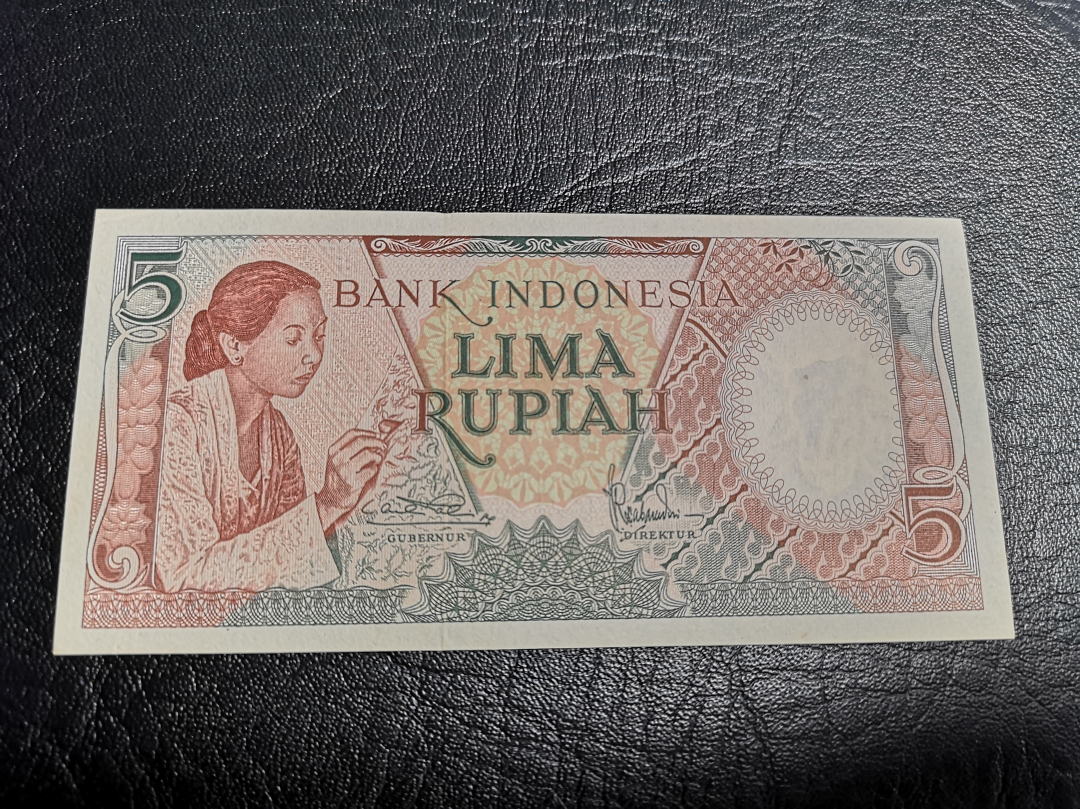 5
BANK INDONESIA
LIMA
RUPIAH
GUBERNUR
DIREKTUR
5